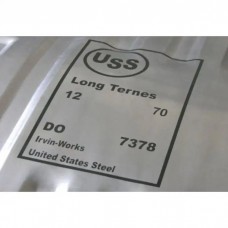 USS
Long Ternes
12
70
DO
7378
Irvin-Works
United States Steel